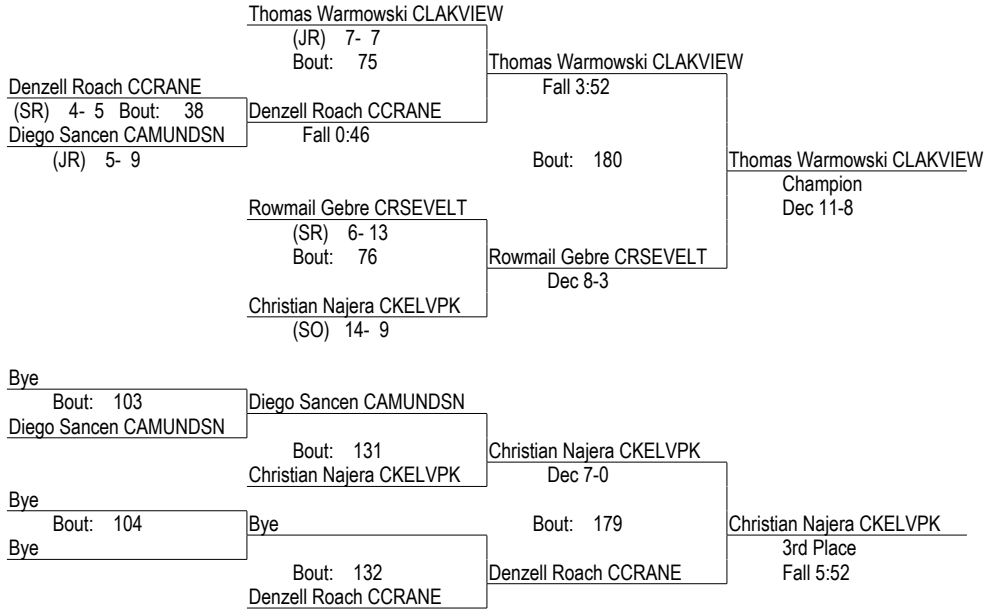 Thomas Warmowski CLAKVIEW
(JR) 7- 7
Bout: 75
Thomas Warmowski CLAKVIEW
Fall 3:52
Denzell Roach CCRANE
(SR) 4- 5 Bout: 38
Denzell Roach CCRANE
Diego Sancen CAMUNDSN
Fall 0:46
(JR) 5- 9
Bout: 180
Thomas Warmowski CLAKVIEW
Champion
Dec 11-8
Rowmail Gebre CRSEVELT
(SR) 6- 13
Bout: 76
Rowmail Gebre CRSEVELT
Dec 8-3
Christian Najera CKELVPK
(SO) 14- 9
Bye
Bout: 103
Diego Sancen CAMUNDSN
Diego Sancen CAMUNDSN
Bout: 131
Christian Najera CKELVPK
Christian Najera CKELVPK
Dec 7-0
Bye
Bout: 104
Bye
Bout: 179
Christian Najera CKELVPK
Bye
3rd Place
Bout: 132
Denzell Roach CCRANE
Fall 5:52
Denzell Roach CCRANE